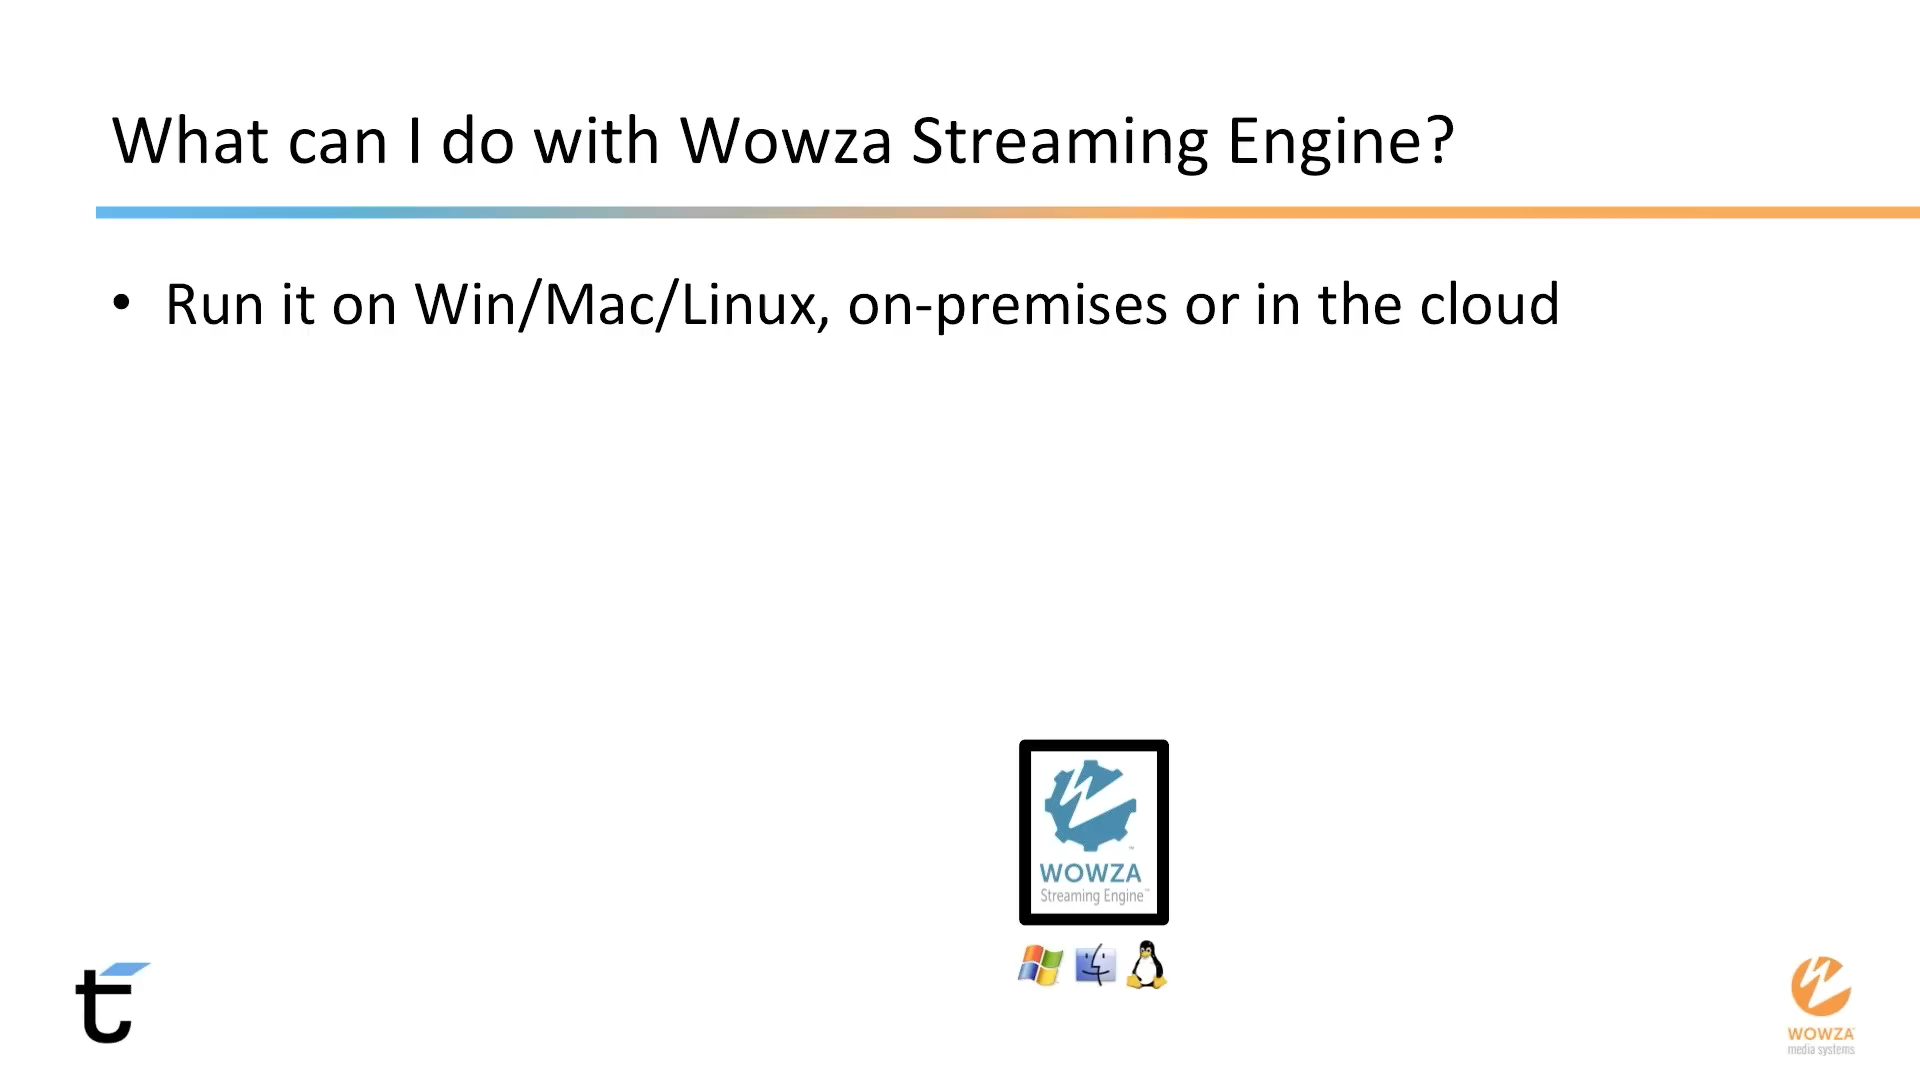 What can I do with Wowza Streaming Engine?
• Run it on Win/Mac/Linux, on-premises or in the cloud
WOWZA
Streaming Engine™
WOWZA
media systems